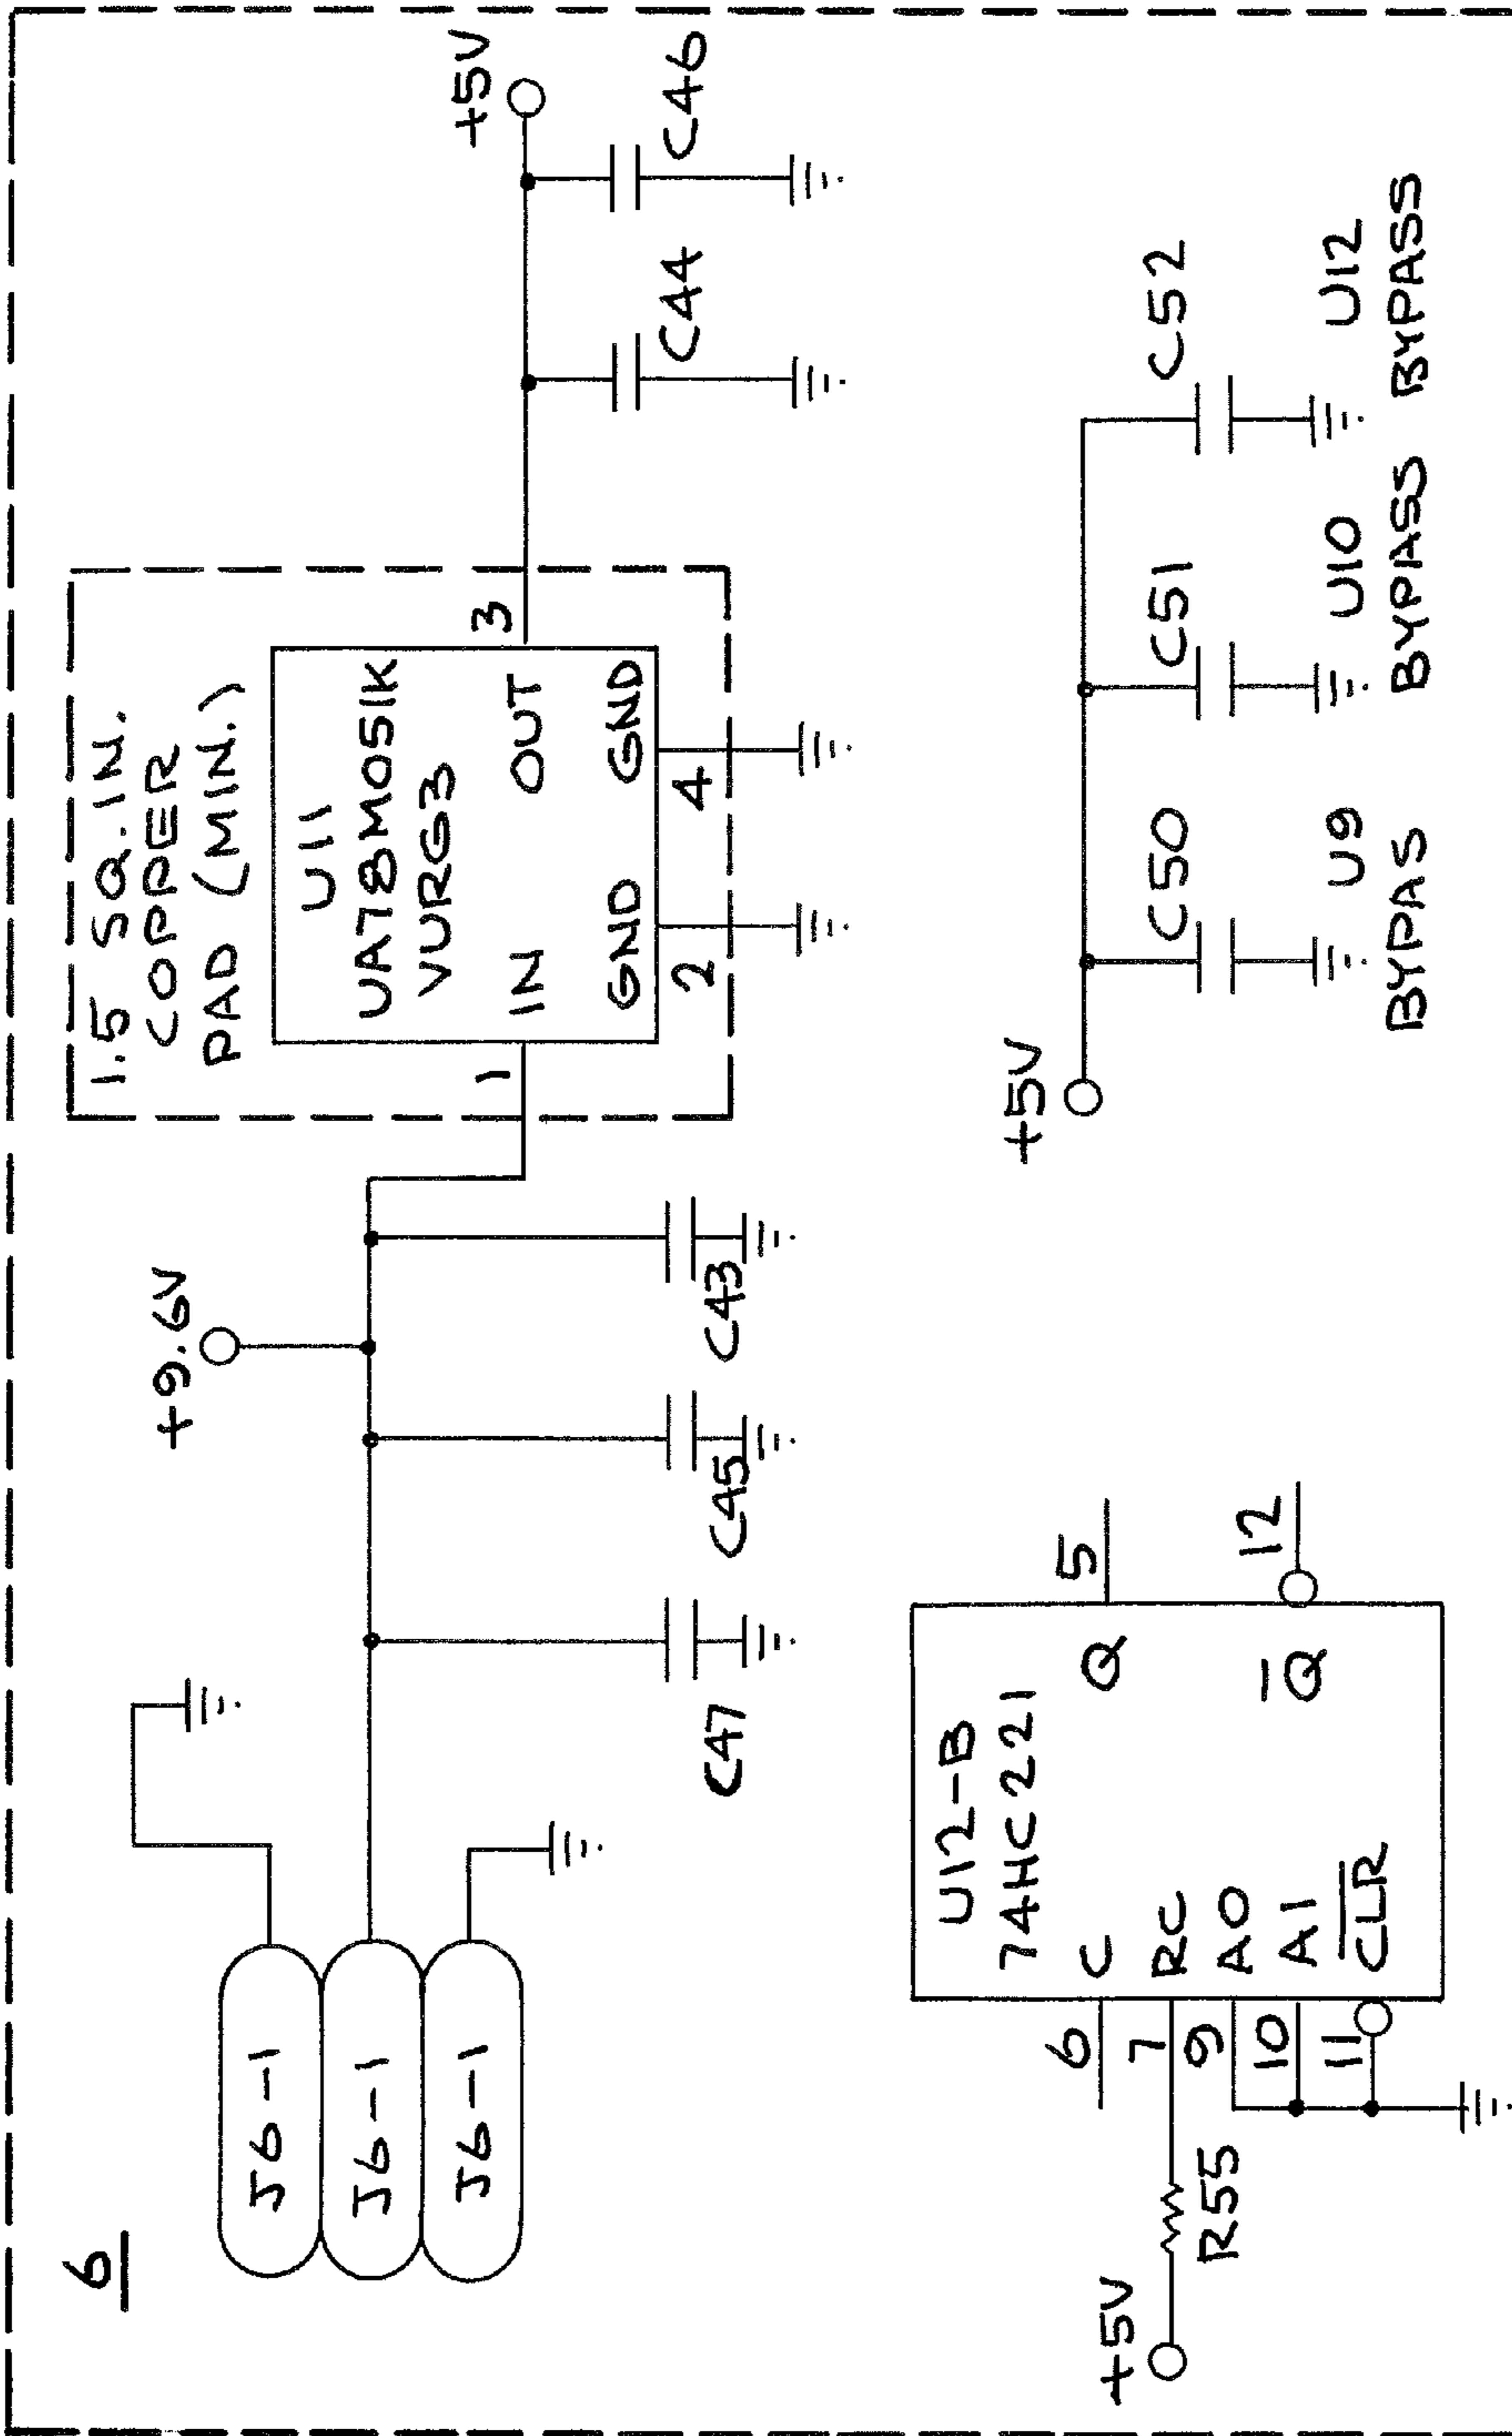 6
J6-1
J6-1
J6-1
+9.6V
C47
C45
C43
1.5 SQ.IN.
COPPER
PAD (MIN.)
U11
UA78M051K
VURG3
IN
OUT
GND
GND
1
2
4
3
+5V
C44
C46
+5V
R55
U12-B
74HC221
C
RC
A0
A1
CLR
Q
Q
6
7
9
10
11
5
12
+5V
C50
C51
C52
U9
BYPAS
U10
BYPASS
U12
BYPASS